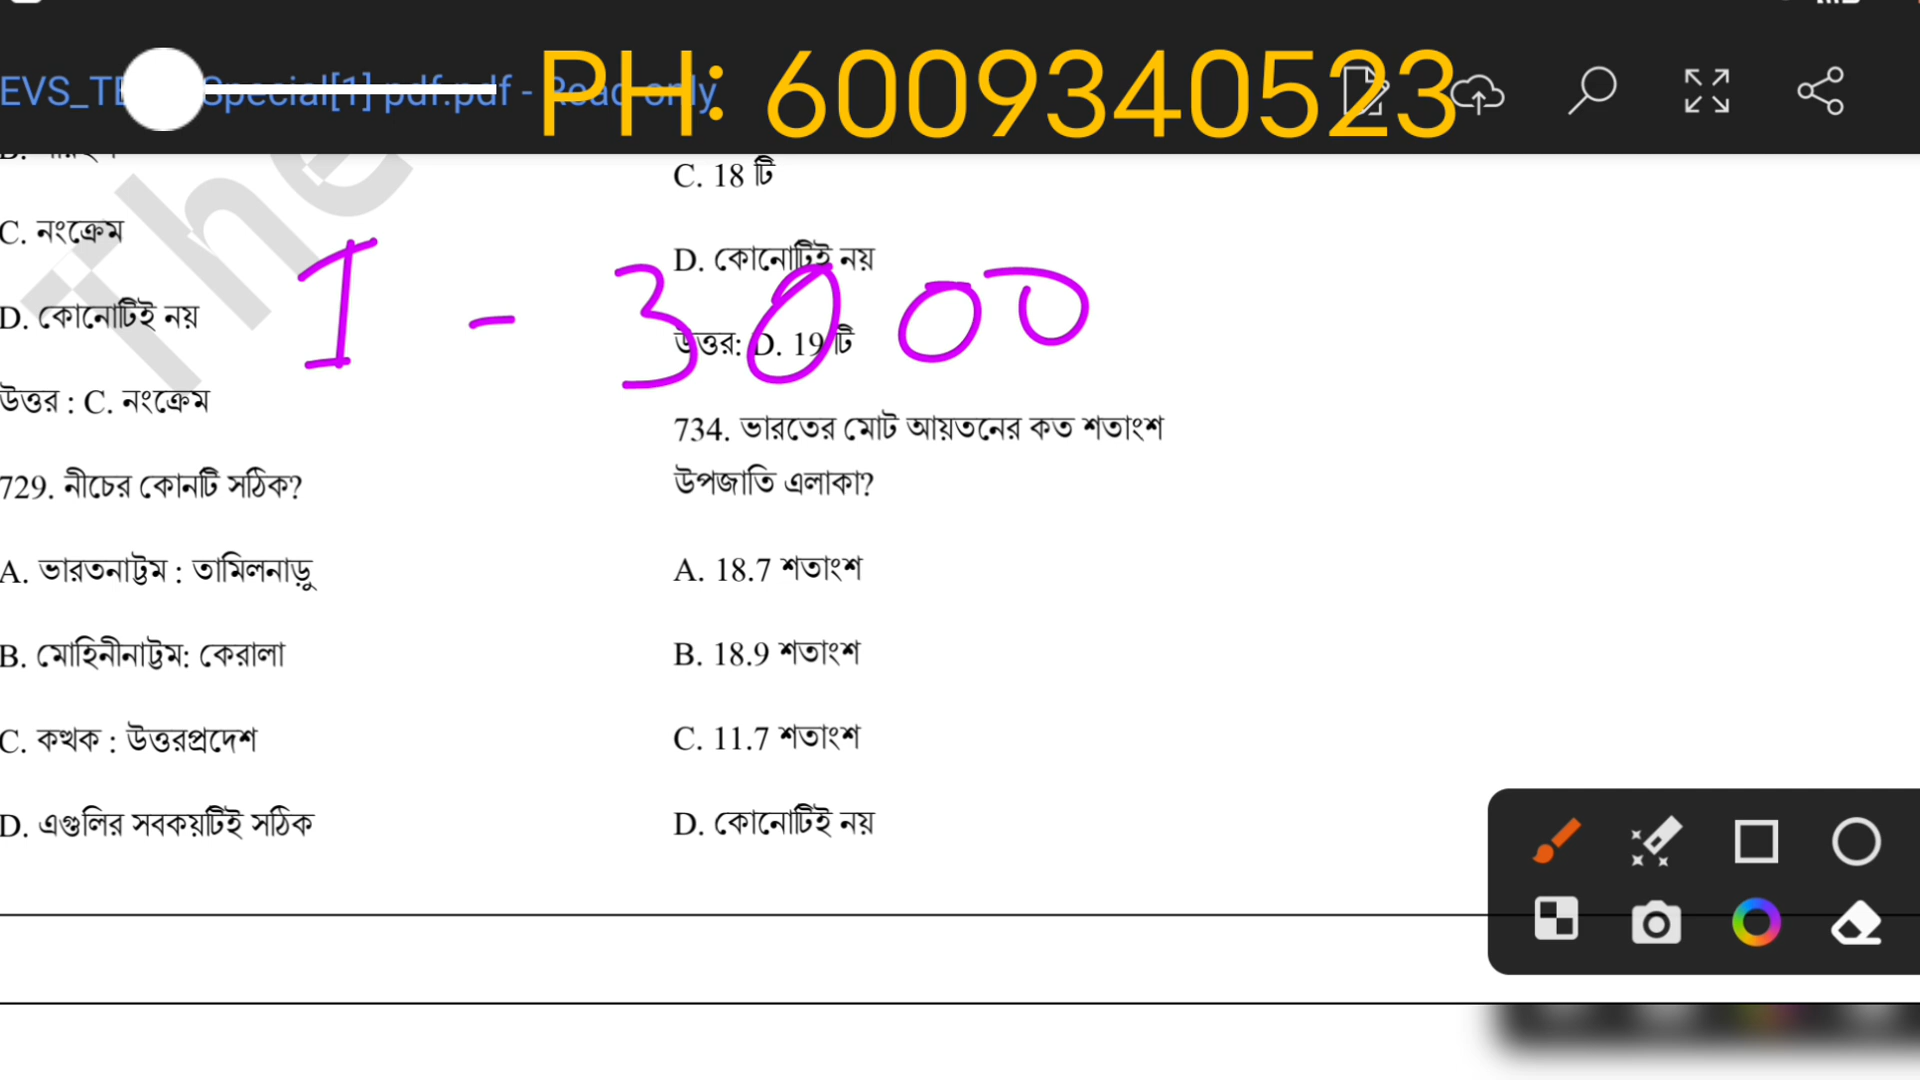 EVS_TE Special[1] pdf.pdf - Read only
PH: 6009340523
The
C. নংক্রেম
D. কোনোটিই নয়
উত্তর : C. নংক্রেম
729. নীচের কোনটি সঠিক?
A. ভারতনাট্টম : তামিলনাড়ু
B. মোহিনীনাট্টম: কেরালা
C. কত্থক : উত্তরপ্রদেশ
D. এগুলির সবকয়টিই সঠিক
C. 18 টি
D. কোনোটিই নয়
উত্তর: D. 19 টি
734. ভারতের মোট আয়তনের কত শতাংশ
উপজাতি এলাকা?
A. 18.7 শতাংশ
B. 18.9 শতাংশ
C. 11.7 শতাংশ
D. কোনোটিই নয়
1 - 3000